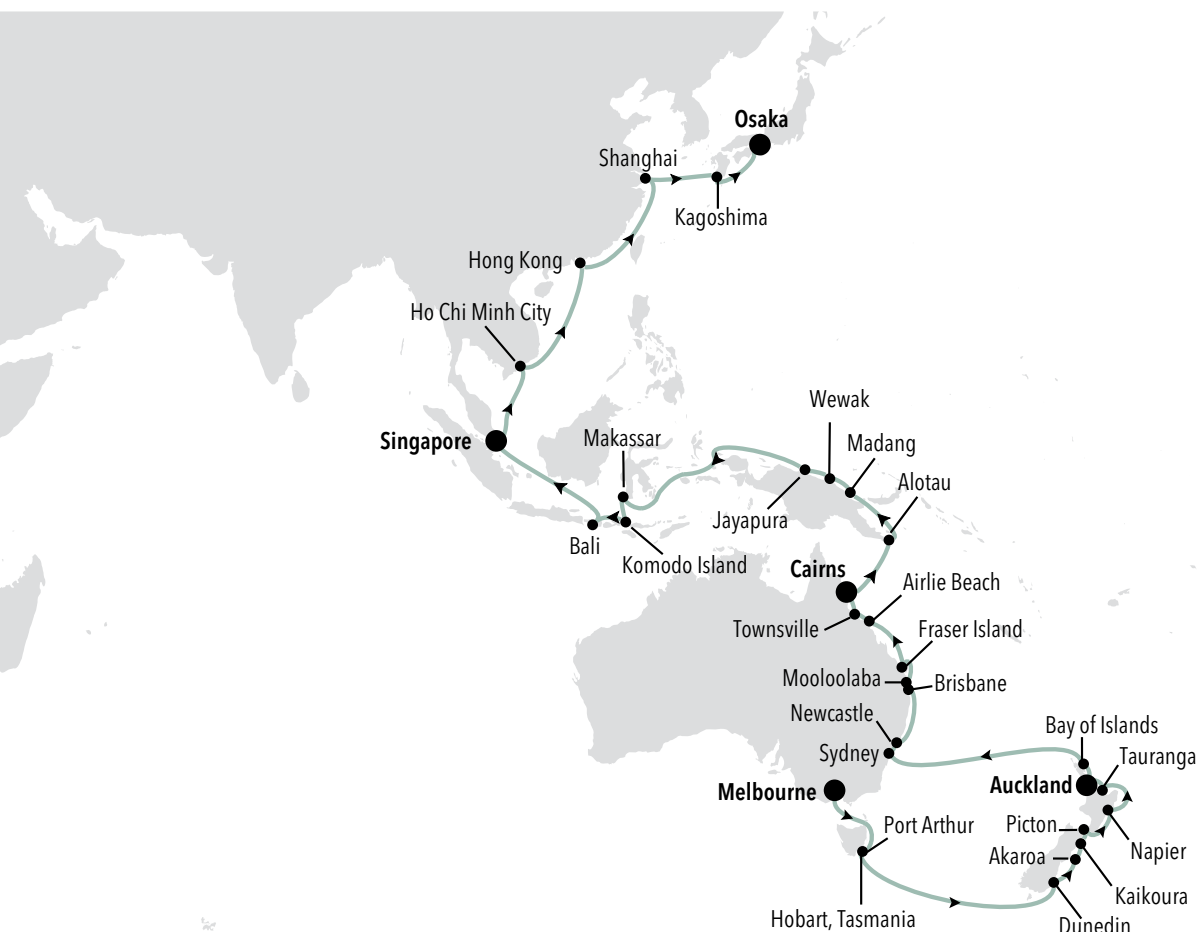 Osaka
Shanghai
Kagoshima
Hong Kong
Ho Chi Minh City
Wewak
Singapore
Makassar
Madang
Alotau
Jayapura
Bali
Komodo Island
Cairns
Airlie Beach
Townsville
Fraser Island
Mooloolaba
Brisbane
Newcastle
Bay of Islands
Sydney
Tauranga
Auckland
Melbourne
Port Arthur
Picton
Napier
Akaroa
Kaikoura
Hobart, Tasmania
Dunedin